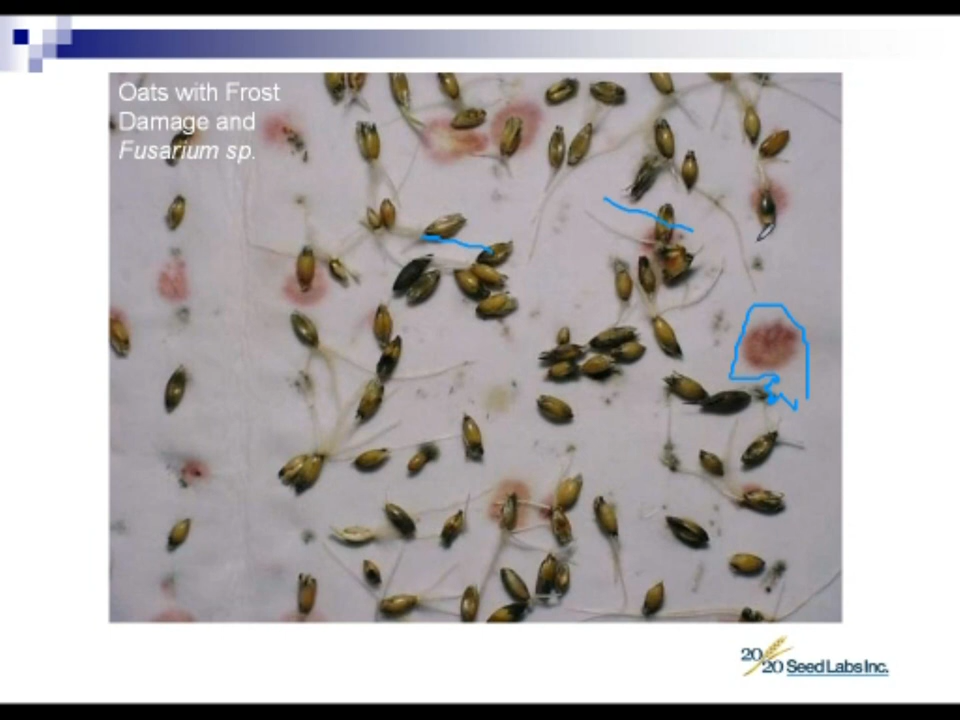 Oats with Frost
Damage and
Fusarium sp.
20/20 Seed Labs Inc.